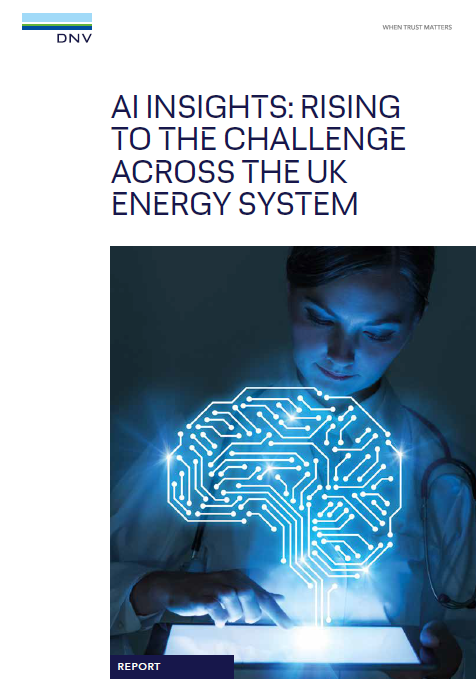 DNV
WHEN TRUST MATTERS
AI INSIGHTS: RISING
TO THE CHALLENGE
ACROSS THE UK
ENERGY SYSTEM
REPORT